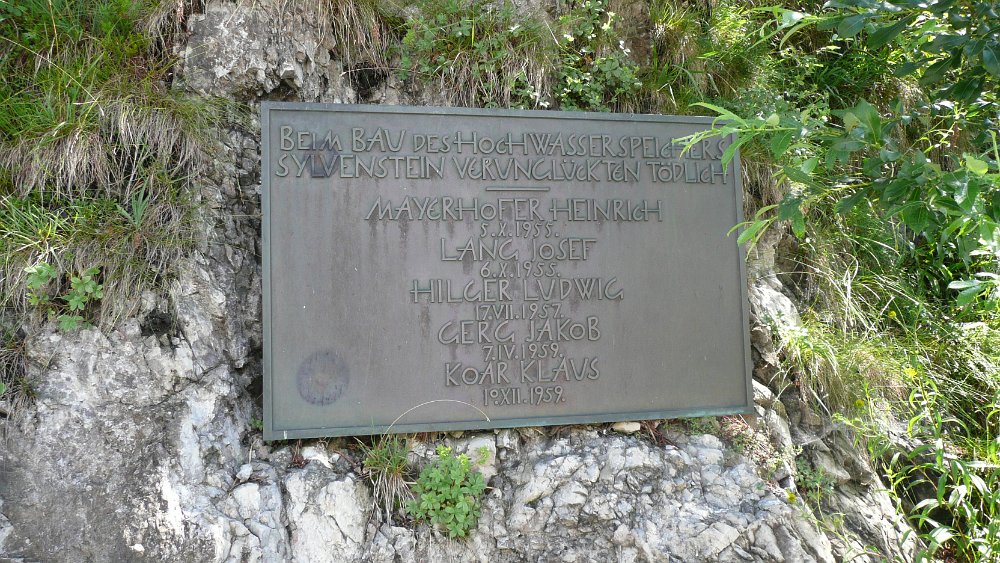 BEIM BAU DES HOCHWASSERSPEICHERS
SYLVENSTEIN VERUNGLÜCKTEN TÖDLICH
MAYERHOFER HEINRICH
5.X.1955.
LANG JOSEF
6.X.1955.
HILGER LUDWIG
17.VII.1957.
GERG JAKOB
7.IV.1959.
KOAR KLAUS
10.XII.1959.